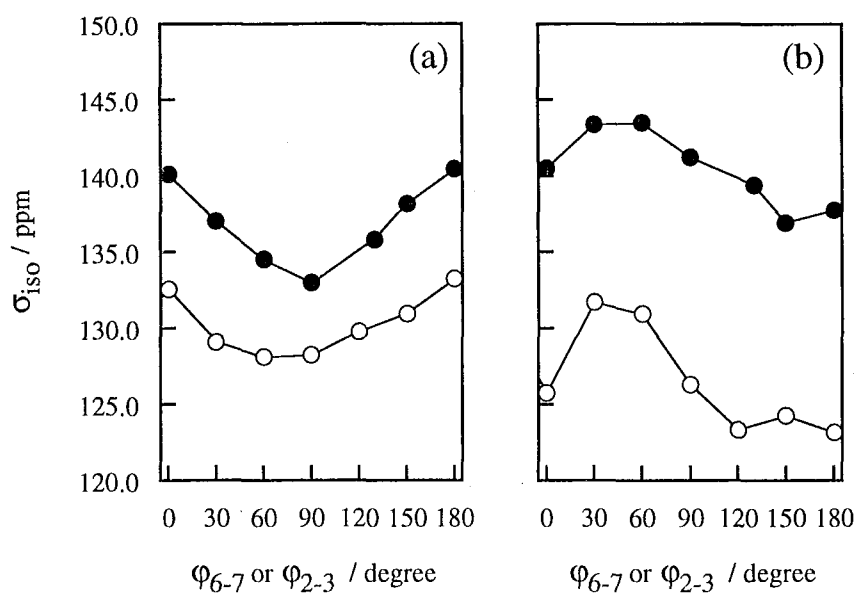 150.0
145.0
140.0
135.0
130.0
125.0
120.0
σiso / ppm
(a)
(b)
0 30 60 90 120 150 180
0 30 60 90 120 150 180
φ6-7 or φ2-3 / degree
φ6-7 or φ2-3 / degree